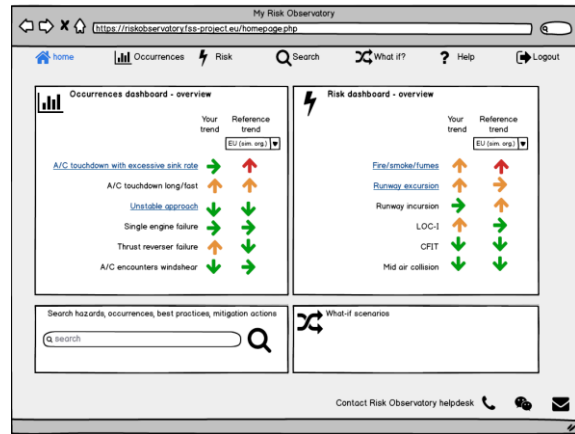 My Risk Observatory
https://riskobservatory.fss-project.eu/homepage.php
home Occurrences Risk Search What if? Help Logout
Occurrences dashboard - overview
Your trend Reference trend
EU (sim. org.)
A/C touchdown with excessive sink rate
A/C touchdown long/fast
Unstable approach
Single engine failure
Thrust reverser failure
A/C encounters windshear
Risk dashboard - overview
Your trend Reference trend
EU (sim. org.)
Fire/smoke/fumes
Runway excursion
Runway incursion
LOC-I
CFIT
Mid air collision
Search hazards, occurrences, best practices, mitigation actions
search
What-if scenarios
Contact Risk Observatory helpdesk